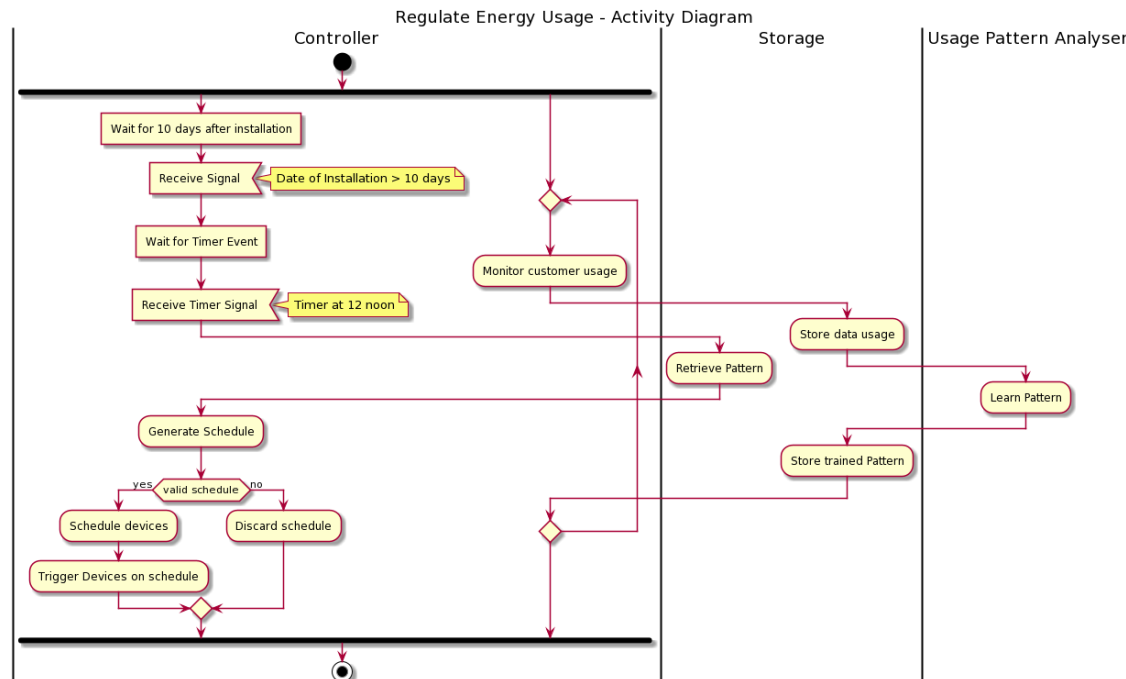 Regulate Energy Usage - Activity Diagram
Controller
Storage
Usage Pattern Analyser
Wait for 10 days after installation
Receive Signal
Date of Installation > 10 days
Wait for Timer Event
Monitor customer usage
Receive Timer Signal
Timer at 12 noon
Store data usage
Retrieve Pattern
Learn Pattern
Generate Schedule
Store trained Pattern
yes
valid schedule
no
Schedule devices
Discard schedule
Trigger Devices on schedule